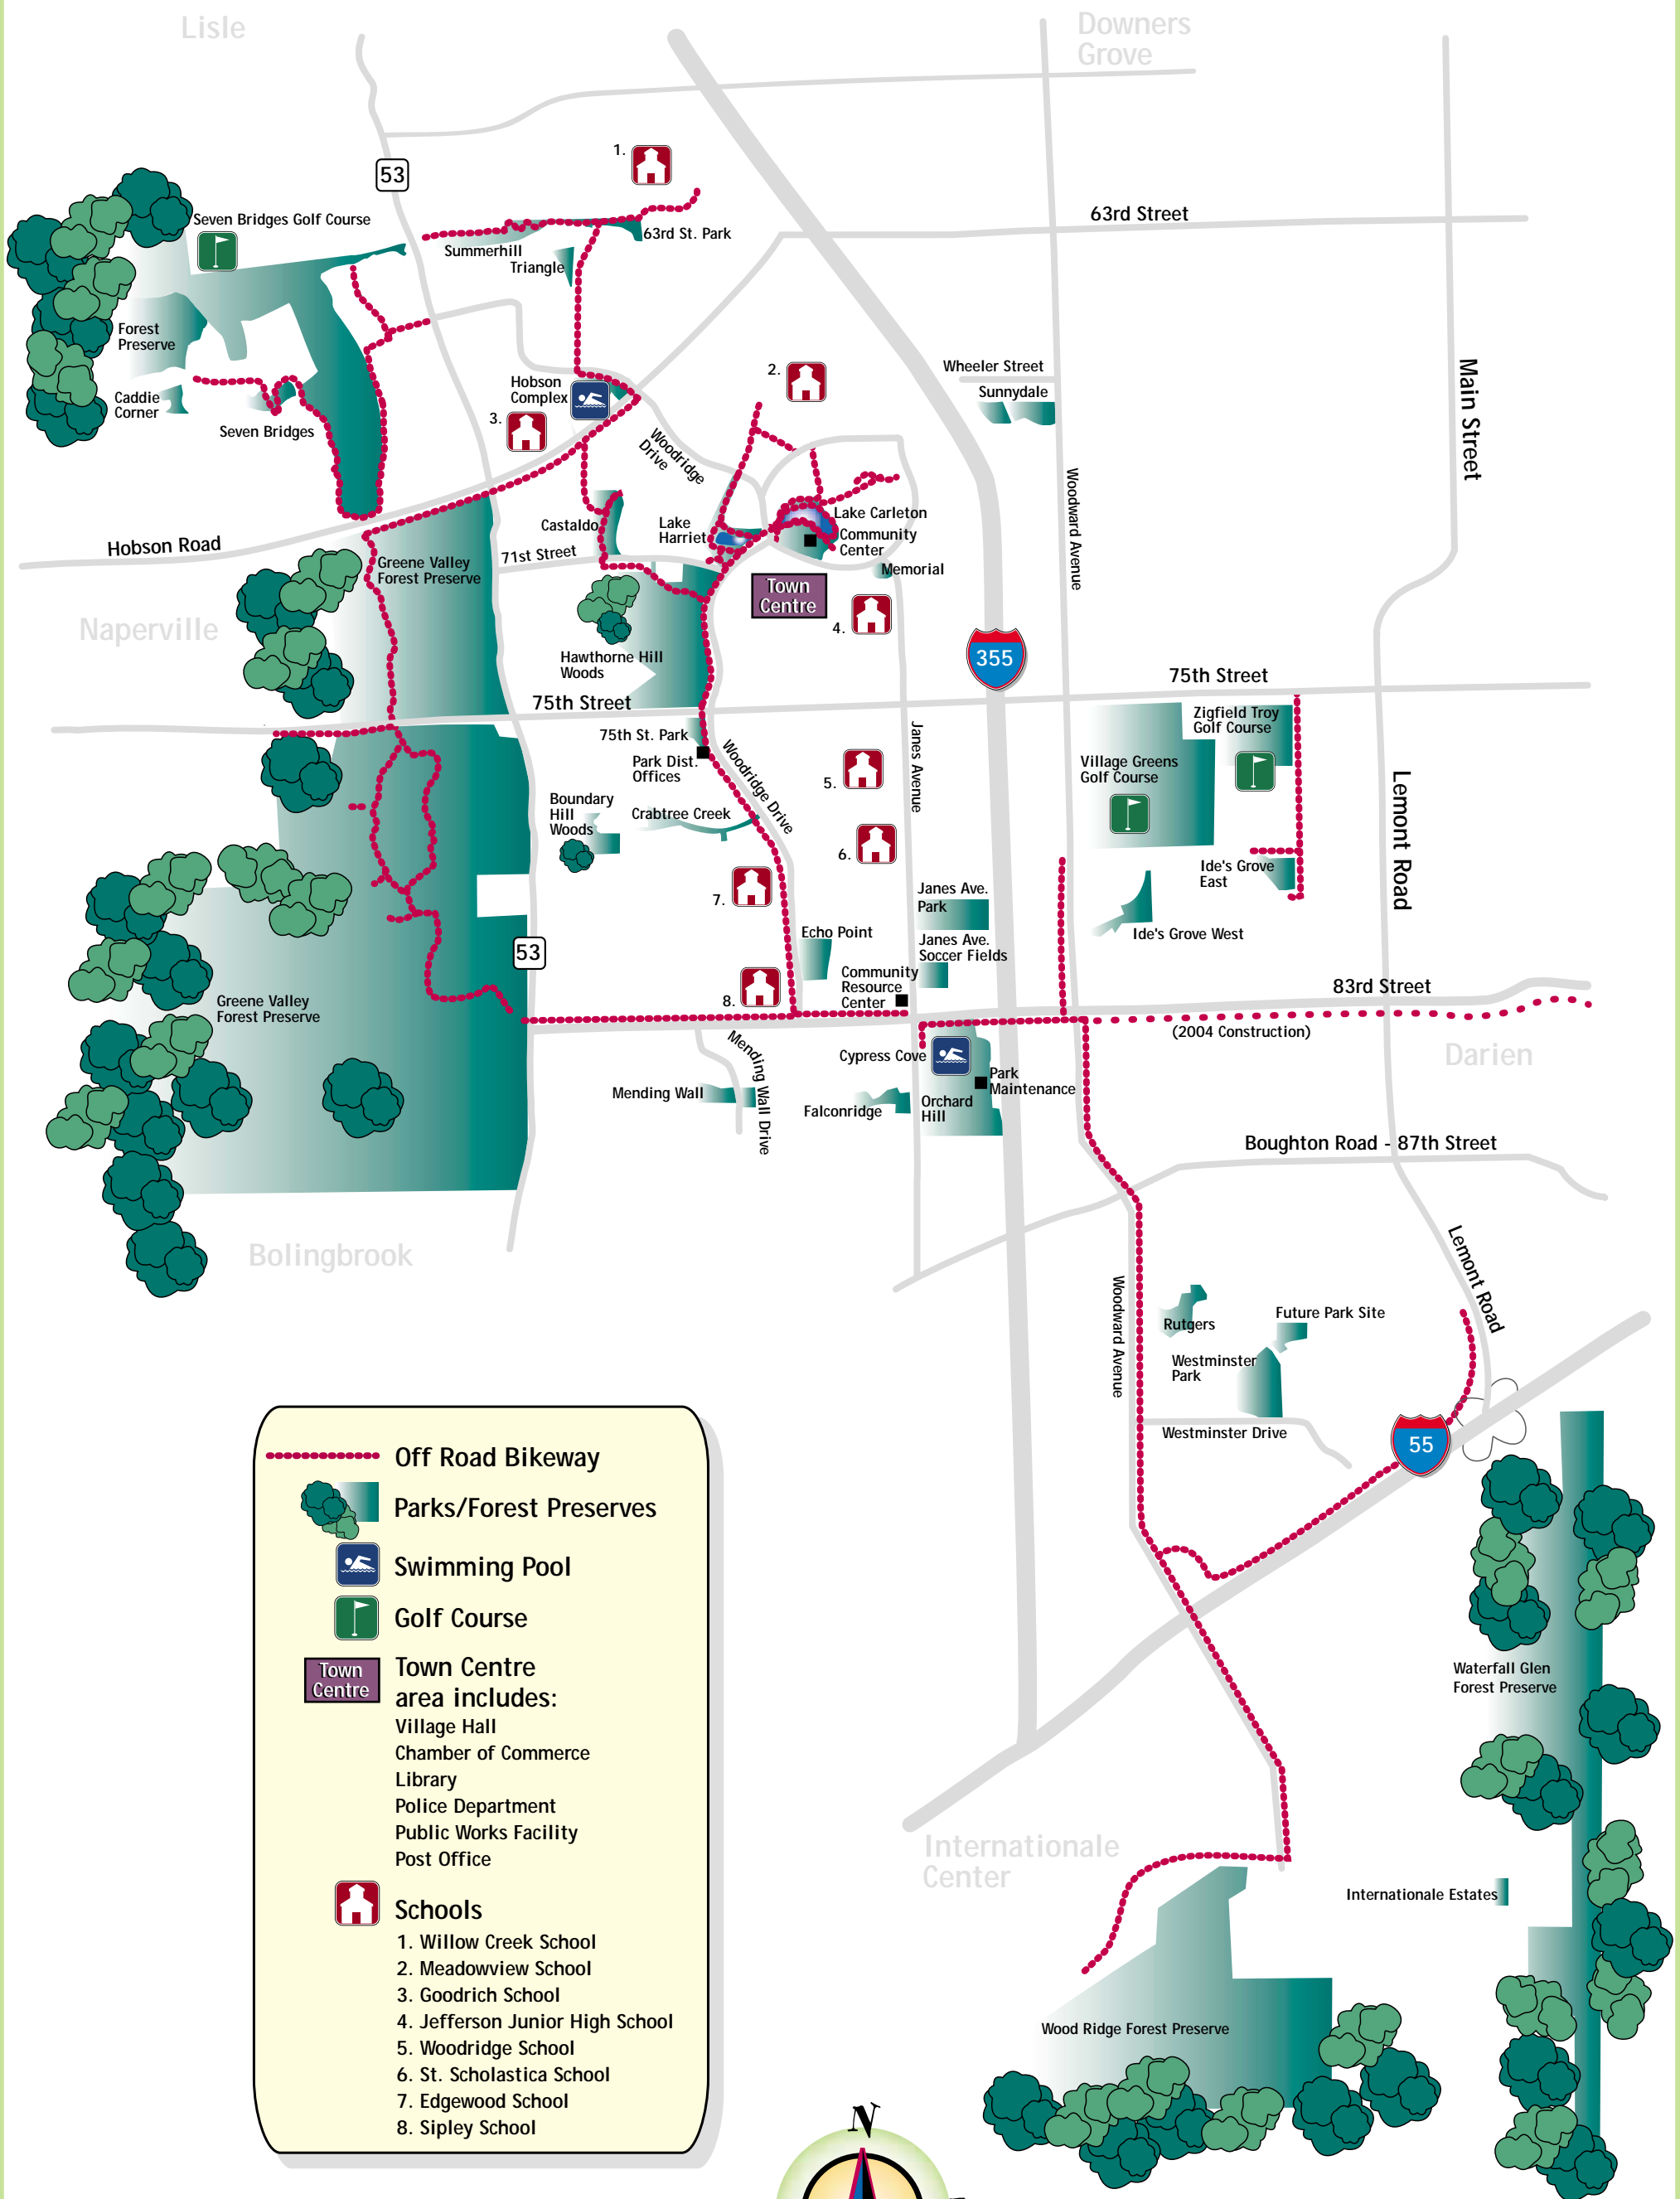 Lisle
Downers
Grove
53
1.
Seven Bridges Golf Course
63rd Street
63rd St. Park
Summerhill
Triangle
Forest
Preserve
Wheeler Street
Sunnydale
Main Street
Caddie
Corner
Hobson
Complex
2.
3.
Seven Bridges
Woodridge
Drive
Woodward Avenue
Castaldo
Lake
Harriet
Lake Carleton
Community
Center
Hobson Road
71st Street
Greene Valley
Forest Preserve
Memorial
Town
Centre
4.
Naperville
355
Hawthorne Hill
Woods
75th Street
75th Street
Zigfield Troy
Golf Course
75th St. Park
Park Dist.
Offices
Woodridge Drive
Janes Avenue
5.
Village Greens
Golf Course
Lemont Road
Boundary
Hill
Woods
Crabtree Creek
6.
Ide's Grove
East
7.
Janes Ave.
Park
Ide's Grove West
Echo Point
Janes Ave.
Soccer Fields
53
Community
Resource
Center
8.
83rd Street
Greene Valley
Forest Preserve
(2004 Construction)
Mending Wall Drive
Cypress Cove
Darien
Park
Maintenance
Mending Wall
Falconridge
Orchard
Hill
Boughton Road - 87th Street
Bolingbrook
Lemont Road
Woodward Avenue
Rutgers
Future Park Site
Westminster
Park
Westminster Drive
55
Off Road Bikeway
Parks/Forest Preserves
Swimming Pool
Golf Course
Town
Centre
Town Centre
area includes:
Village Hall
Chamber of Commerce
Library
Police Department
Public Works Facility
Post Office
Schools
1. Willow Creek School
2. Meadowview School
3. Goodrich School
4. Jefferson Junior High School
5. Woodridge School
6. St. Scholastica School
7. Edgewood School
8. Sipley School
Waterfall Glen
Forest Preserve
Internationale
Center
Internationale Estates
Wood Ridge Forest Preserve
N